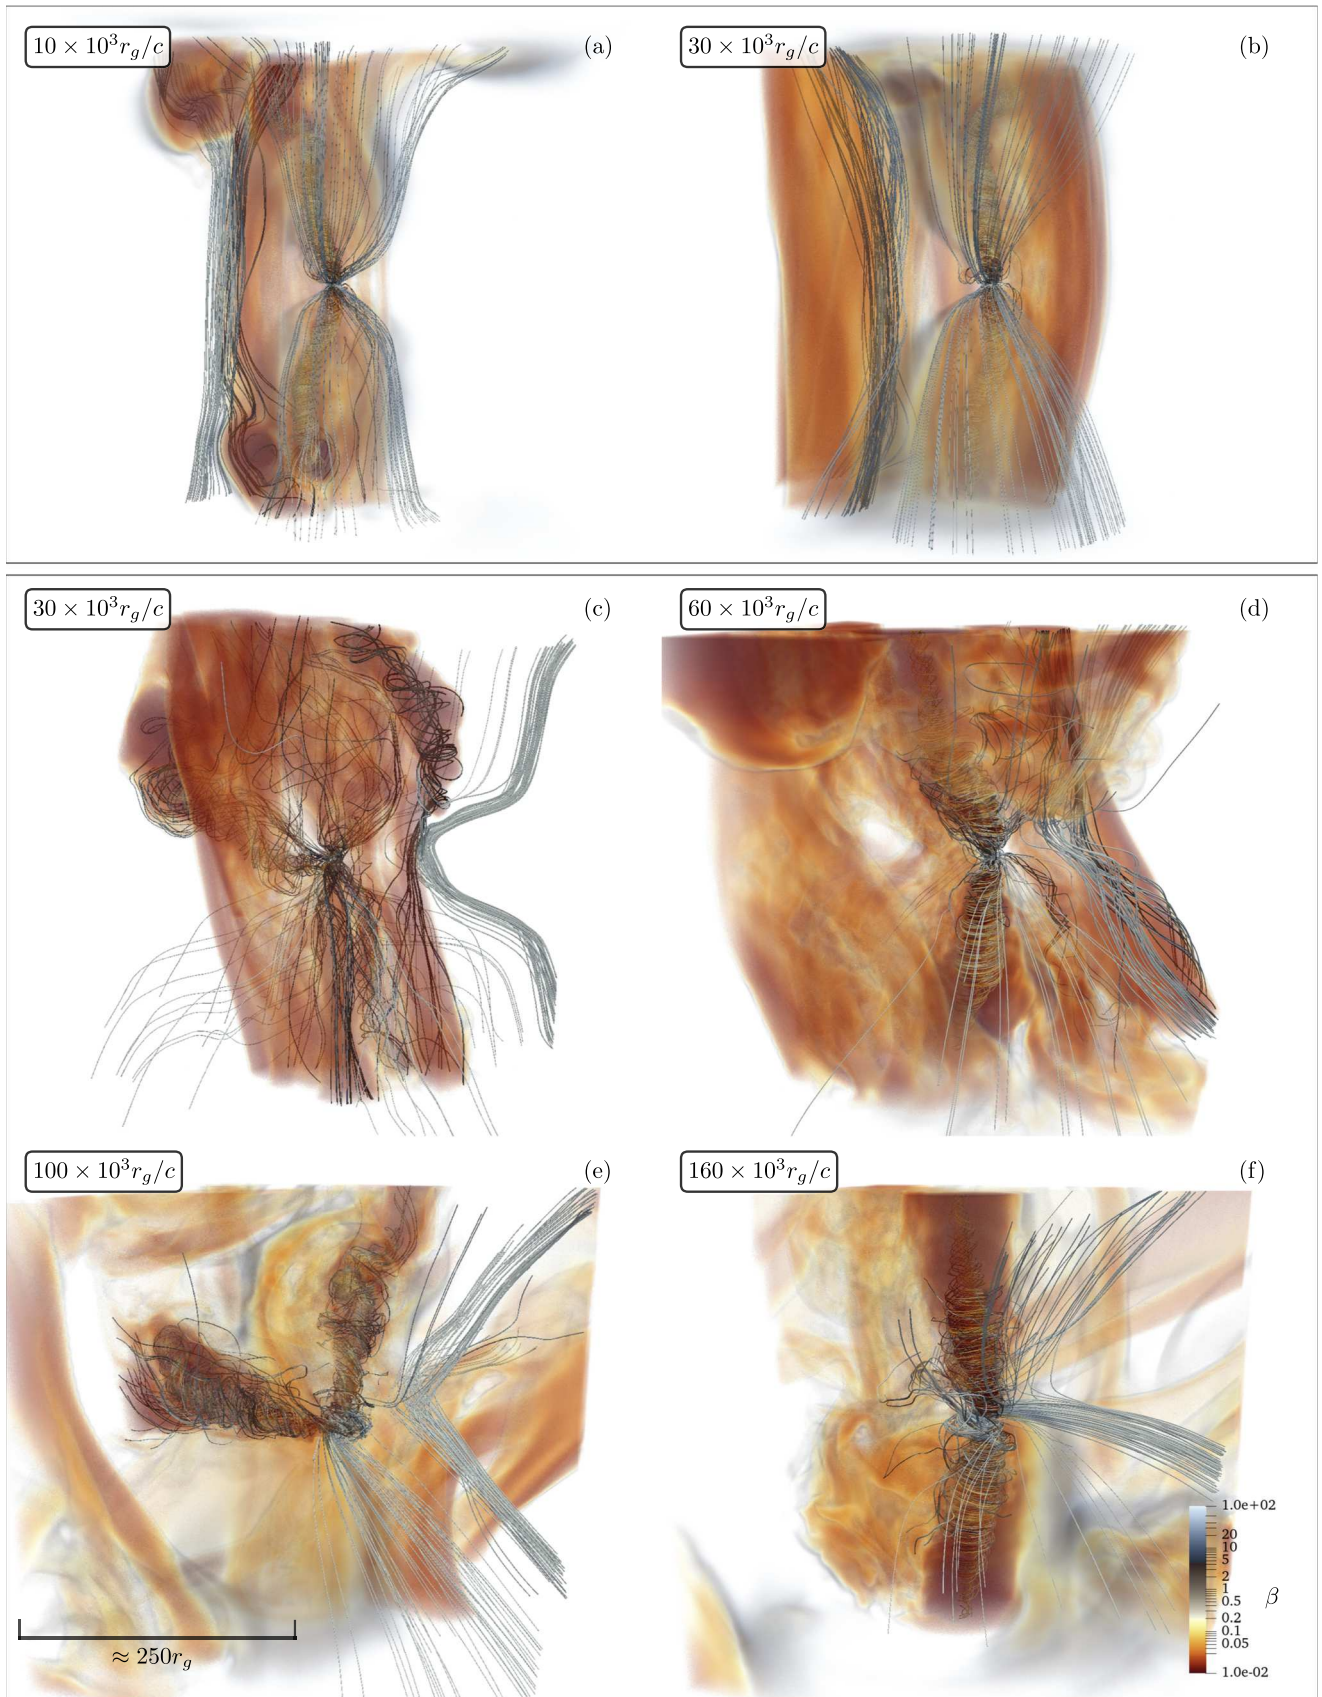 10 × 10³r_g/c (a)
30 × 10³r_g/c (b)
30 × 10³r_g/c (c)
60 × 10³r_g/c (d)
100 × 10³r_g/c (e)
160 × 10³r_g/c (f)
1.0e+02
20
10
5
2
1
0.5
β
0.2
0.1
0.05
1.0e-02
≈ 250r_g